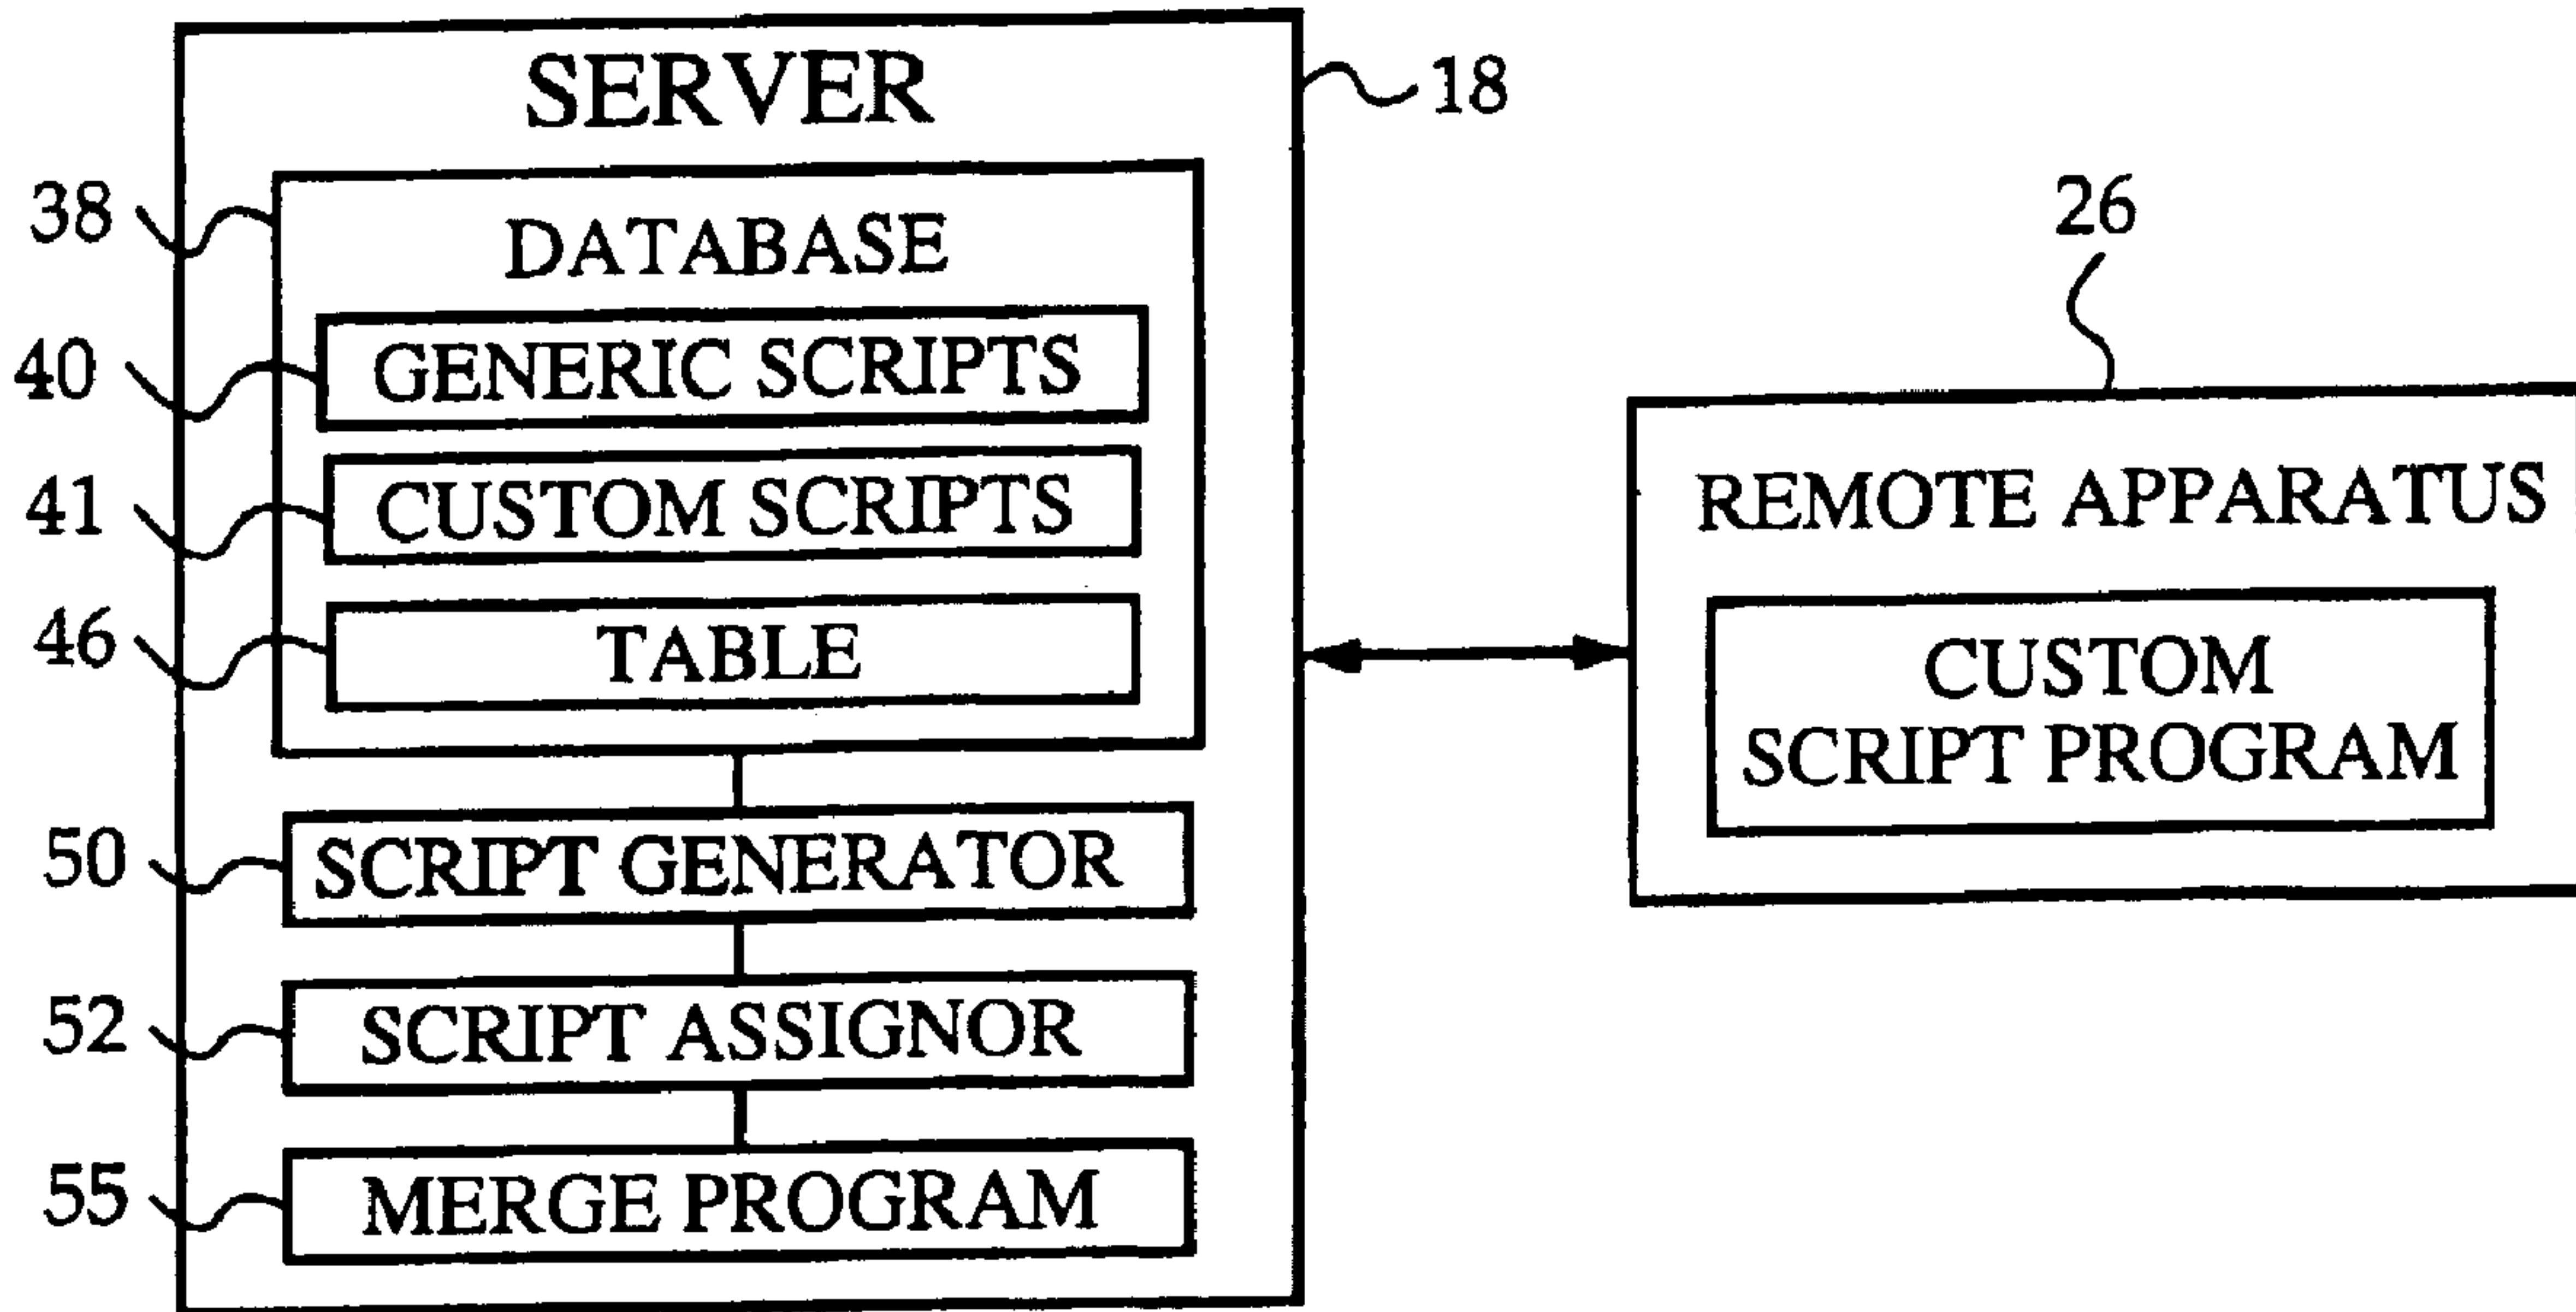 SERVER
18
38
DATABASE
40
GENERIC SCRIPTS
41
CUSTOM SCRIPTS
46
TABLE
50
SCRIPT GENERATOR
52
SCRIPT ASSIGNOR
55
MERGE PROGRAM
26
REMOTE APPARATUS
CUSTOM
SCRIPT PROGRAM